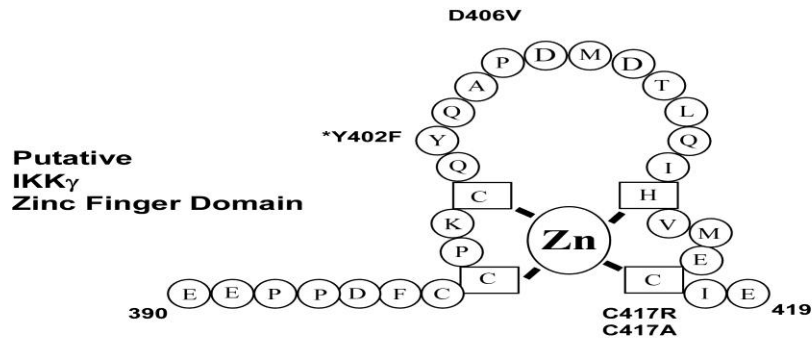 D406V
P D M D
A T
Q L
*Y402F Y Q
Q I
Putative
IKKγ
Zinc Finger Domain
C H
K V
Zn M
P E
C C
E E P P D F C I E
390 419
C417R
C417A